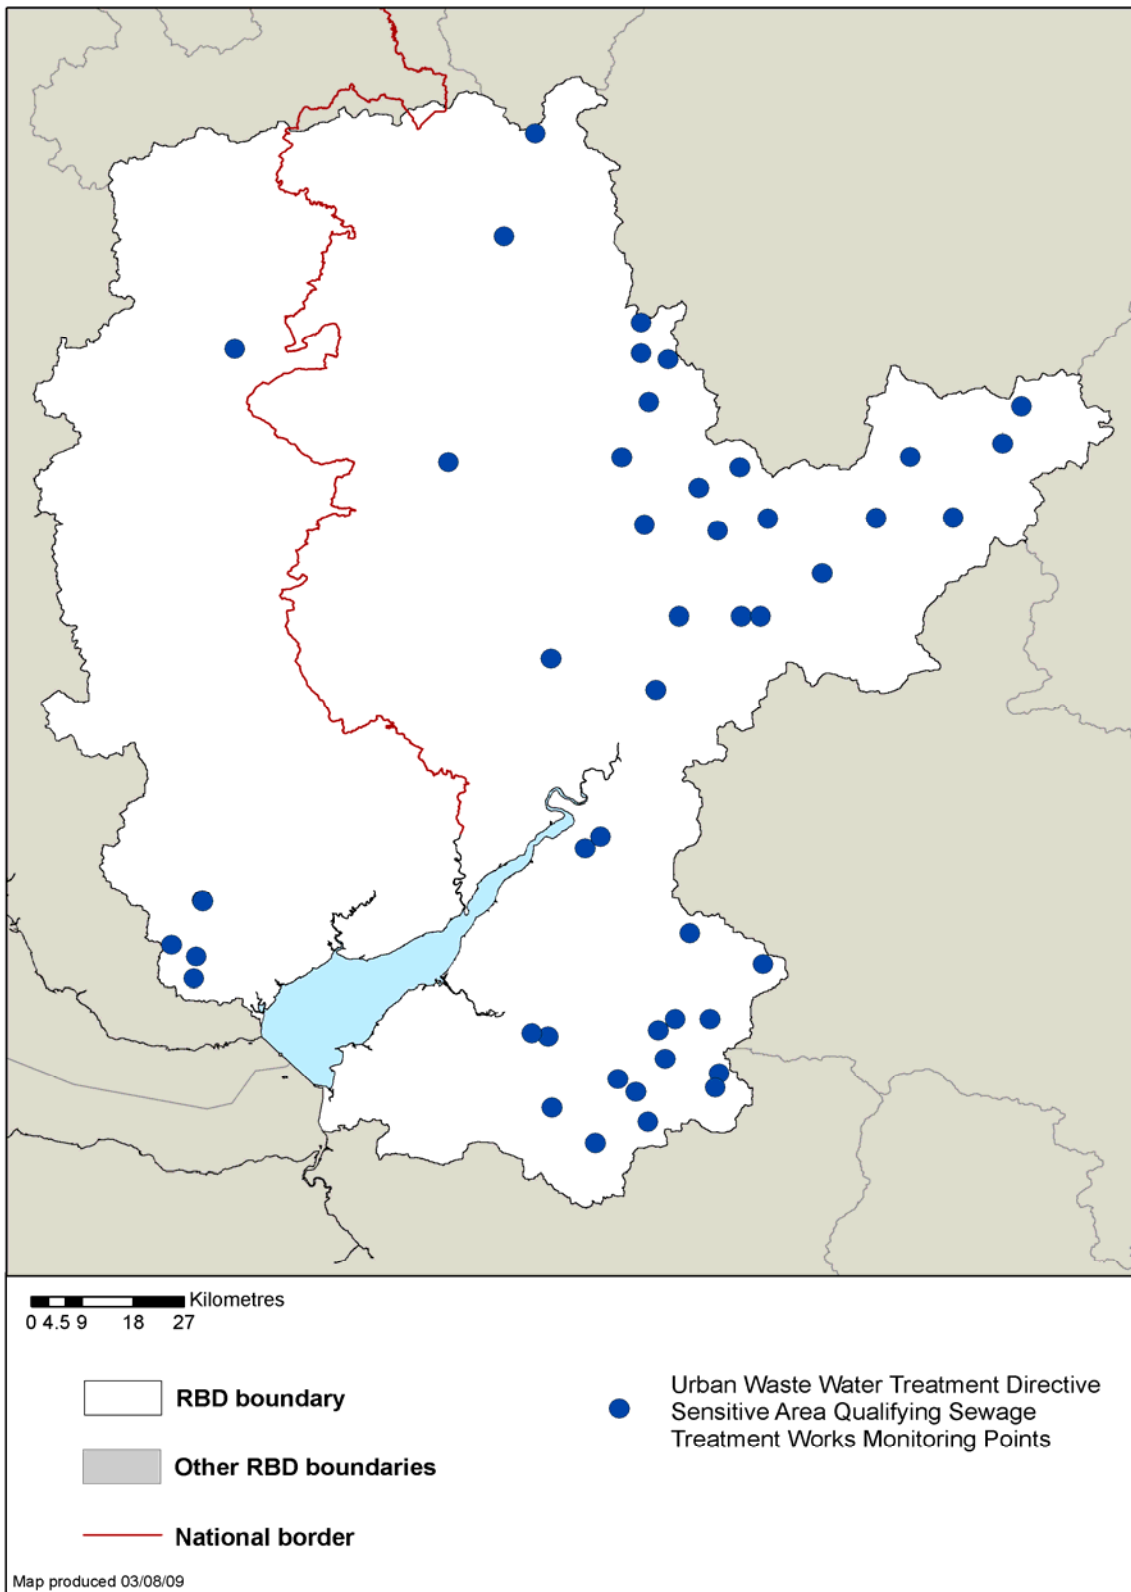 Kilometres
0 4.5 9 18 27
RBD boundary
Other RBD boundaries
National border
Urban Waste Water Treatment Directive
Sensitive Area Qualifying Sewage
Treatment Works Monitoring Points
Map produced 03/08/09